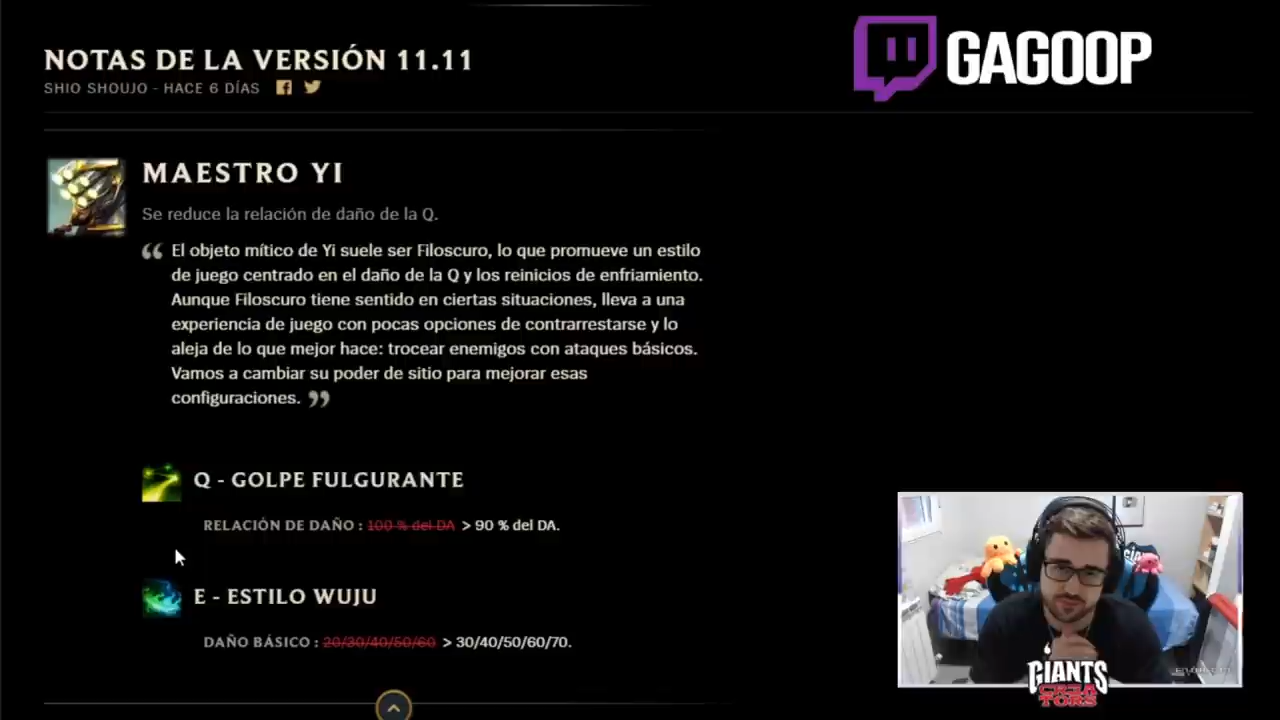 NOTAS DE LA VERSIÓN 11.11
SHIO SHOUJO - HACE 6 DÍAS
GAGOOP
MAESTRO YI
Se reduce la relación de daño de la Q.
“ El objeto mítico de Yi suele ser Filoscuro, lo que promueve un estilo
de juego centrado en el daño de la Q y los reinicios de enfriamiento.
Aunque Filoscuro tiene sentido en ciertas situaciones, lleva a una
experiencia de juego con pocas opciones de contrarrestarse y lo
aleja de lo que mejor hace: trocear enemigos con ataques básicos.
Vamos a cambiar su poder de sitio para mejorar esas
configuraciones. ”
Q - GOLPE FULGURANTE
RELACIÓN DE DAÑO : 100 % del DA > 90 % del DA.
E - ESTILO WUJU
DAÑO BÁSICO : 20/30/40/50/60 > 30/40/50/60/70.
GIANTS
CREATORS